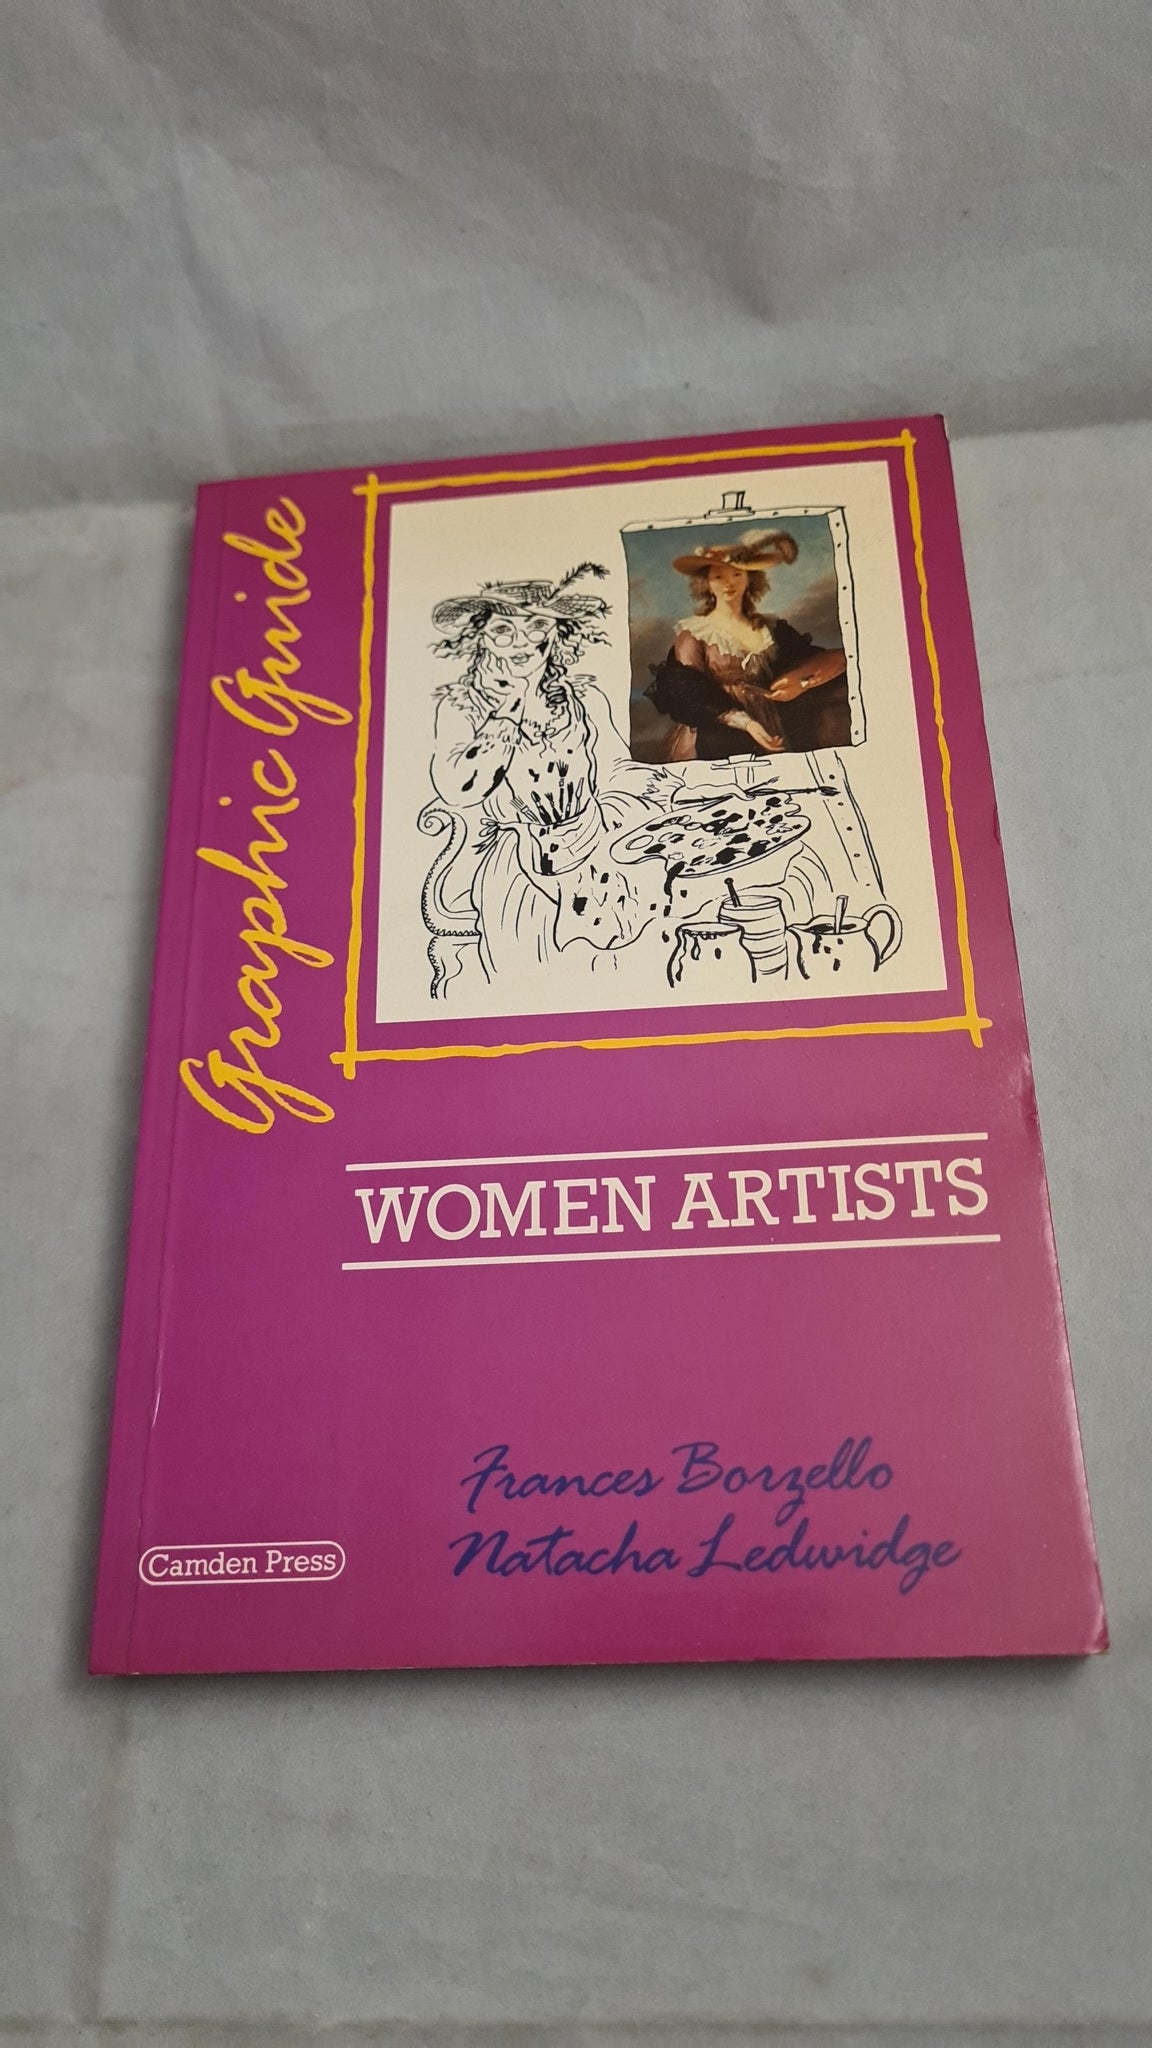 Graphic Guide
WOMEN ARTISTS
Frances Borzello
Natacha Ledwidge
Camden Press